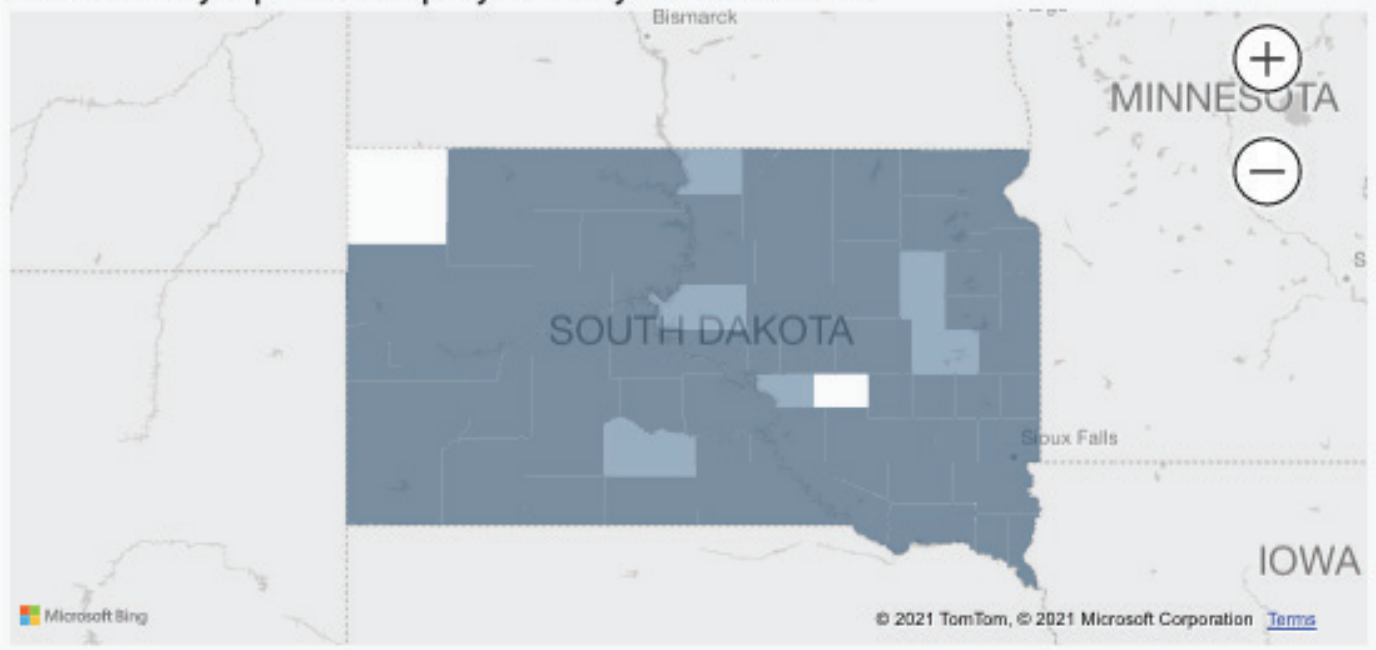 Bismarck
MINNESOTA
SOUTH DAKOTA
Sioux Falls
IOWA
Microsoft Bing
© 2021 TomTom, © 2021 Microsoft Corporation Terms